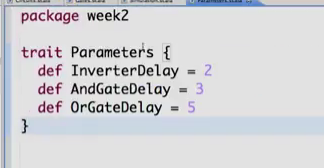 package week2
trait Parameters {
def InverterDelay = 2
def AndGateDelay = 3
def OrGateDelay = 5
}